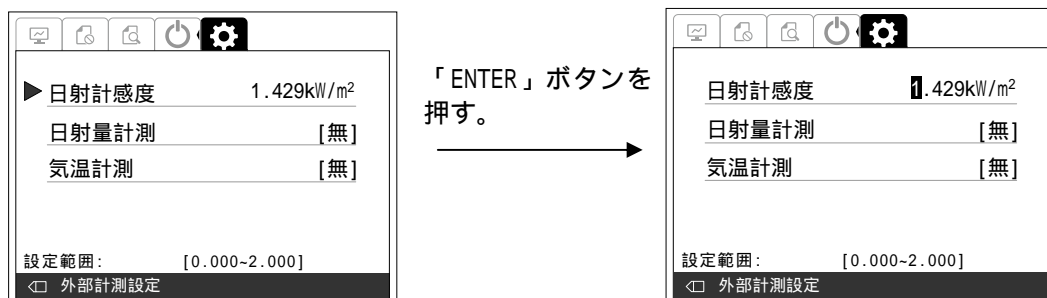 日射計感度 1.429kW/m²
日射量計測 [無]
気温計測 [無]
設定範囲: [0.000~2.000]
外部計測設定
「ENTER」ボタンを
押す。
日射計感度 1.429kW/m²
日射量計測 [無]
気温計測 [無]
設定範囲: [0.000~2.000]
外部計測設定